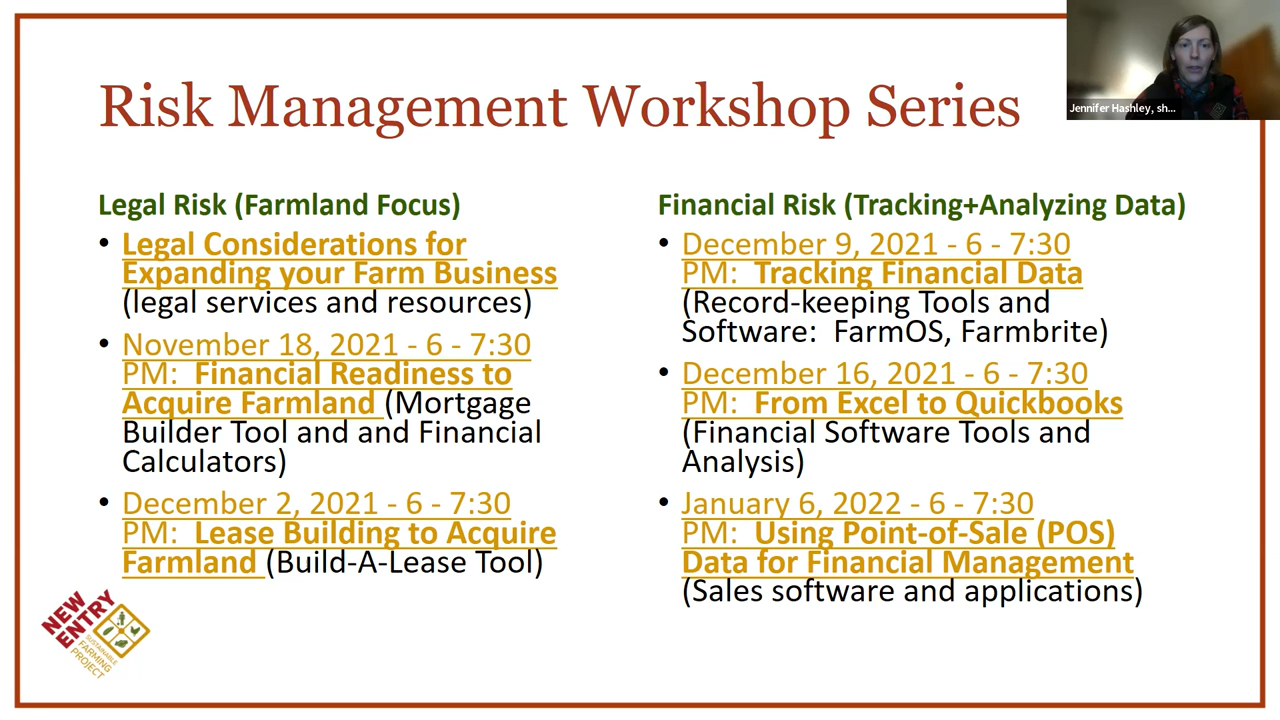 Risk Management Workshop Series
Jennifer Hashley, sh...
Legal Risk (Farmland Focus)
• Legal Considerations for
Expanding your Farm Business
(legal services and resources)
• November 18, 2021 - 6 - 7:30
PM:  Financial Readiness to
Acquire Farmland (Mortgage
Builder Tool and and Financial
Calculators)
• December 2, 2021 - 6 - 7:30
PM:  Lease Building to Acquire
Farmland (Build-A-Lease Tool)
Financial Risk (Tracking+Analyzing Data)
• December 9, 2021 - 6 - 7:30
PM:  Tracking Financial Data
(Record-keeping Tools and
Software:  FarmOS, Farmbrite)
• December 16, 2021 - 6 - 7:30
PM:  From Excel to Quickbooks
(Financial Software Tools and
Analysis)
• January 6, 2022 - 6 - 7:30
PM:  Using Point-of-Sale (POS)
Data for Financial Management
(Sales software and applications)
NEW
ENTRY
SUSTAINABLE
FARMING
PROJECT